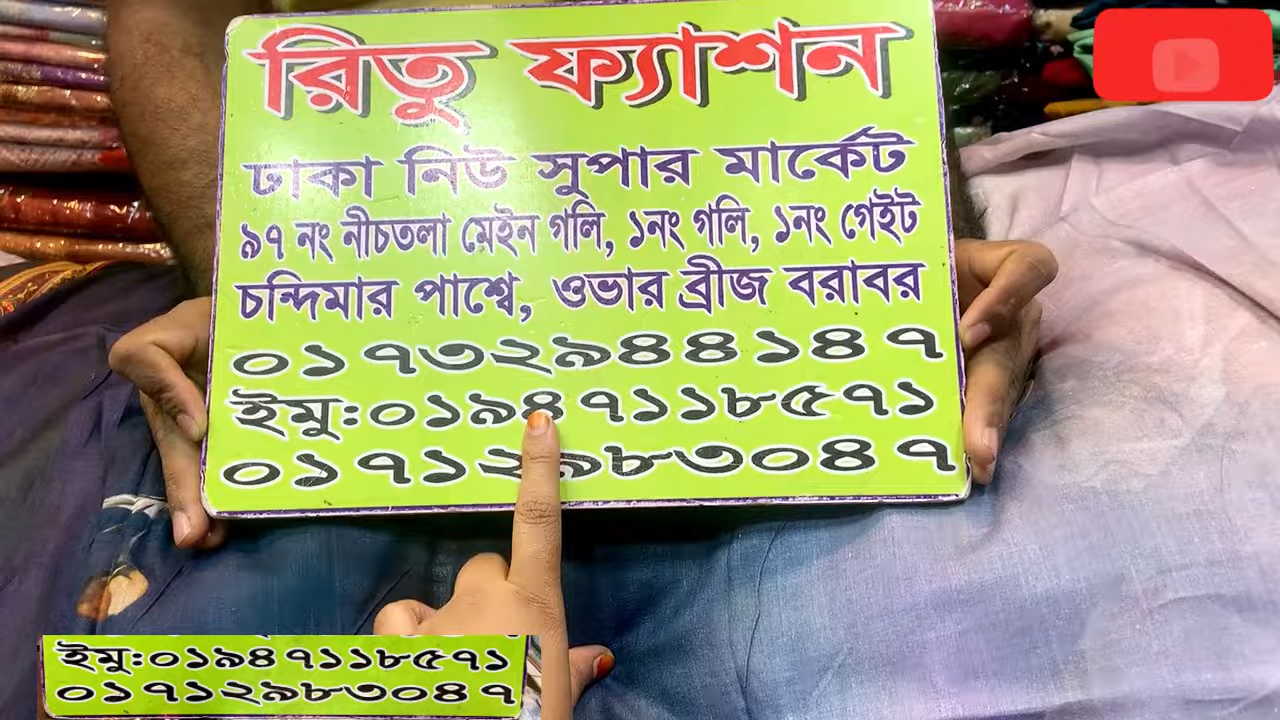 রিতু ফ্যাশন
ঢাকা নিউ সুপার মার্কেট
৯৭ নং নীচতলা মেইন গলি, ১নং গলি, ১নং গেইট
চন্দিমার পাশ্বে, ওভার ব্রীজ বরাবর
০১৭৩২৯৪৪১৪৭
ইমু:০১৯৪৭১১৮৫৭১
০১৭১২৯৮৩০৪৭
ইমু:০১৯৪৭১১৮৫৭১
০১৭১২৯৮৩০৪৭